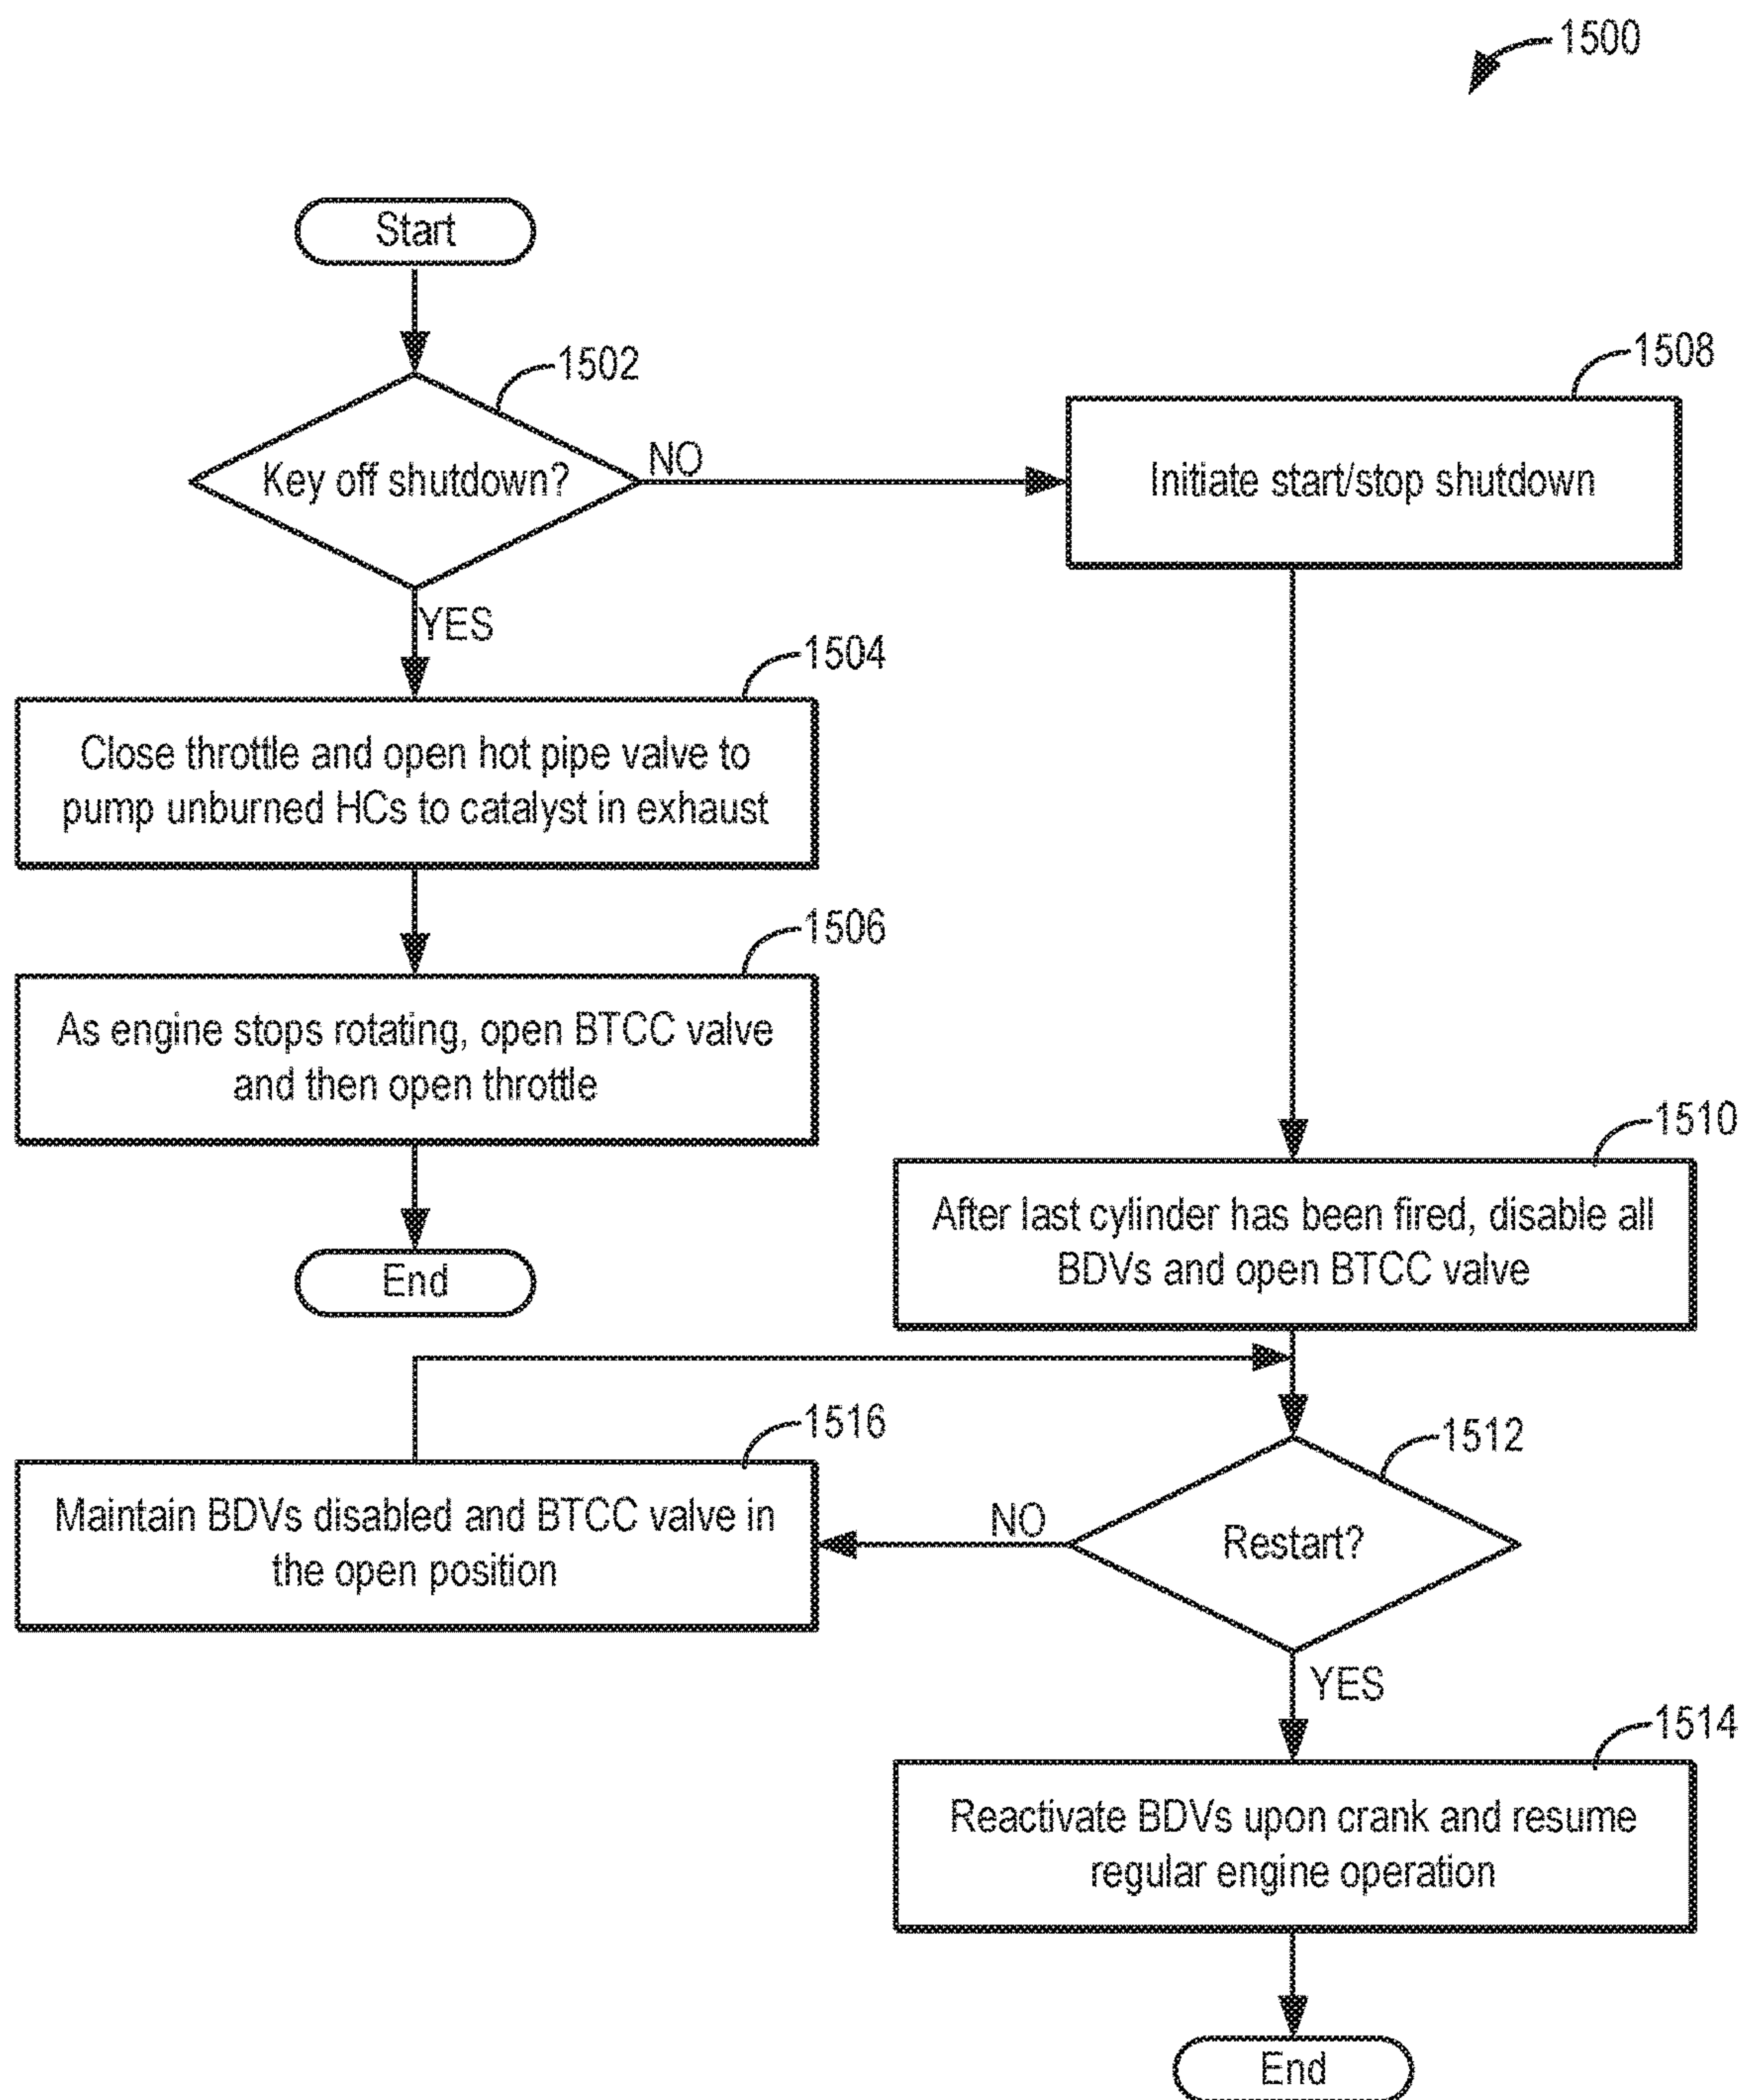 1500
Start
1502
Key off shutdown?
NO
1508
Initiate start/stop shutdown
YES
1504
Close throttle and open hot pipe valve to
pump unburned HCs to catalyst in exhaust
1506
As engine stops rotating, open BTCC valve
and then open throttle
End
1510
After last cylinder has been fired, disable all
BDVs and open BTCC valve
1512
Restart?
NO
1516
Maintain BDVs disabled and BTCC valve in
the open position
YES
1514
Reactivate BDVs upon crank and resume
regular engine operation
End